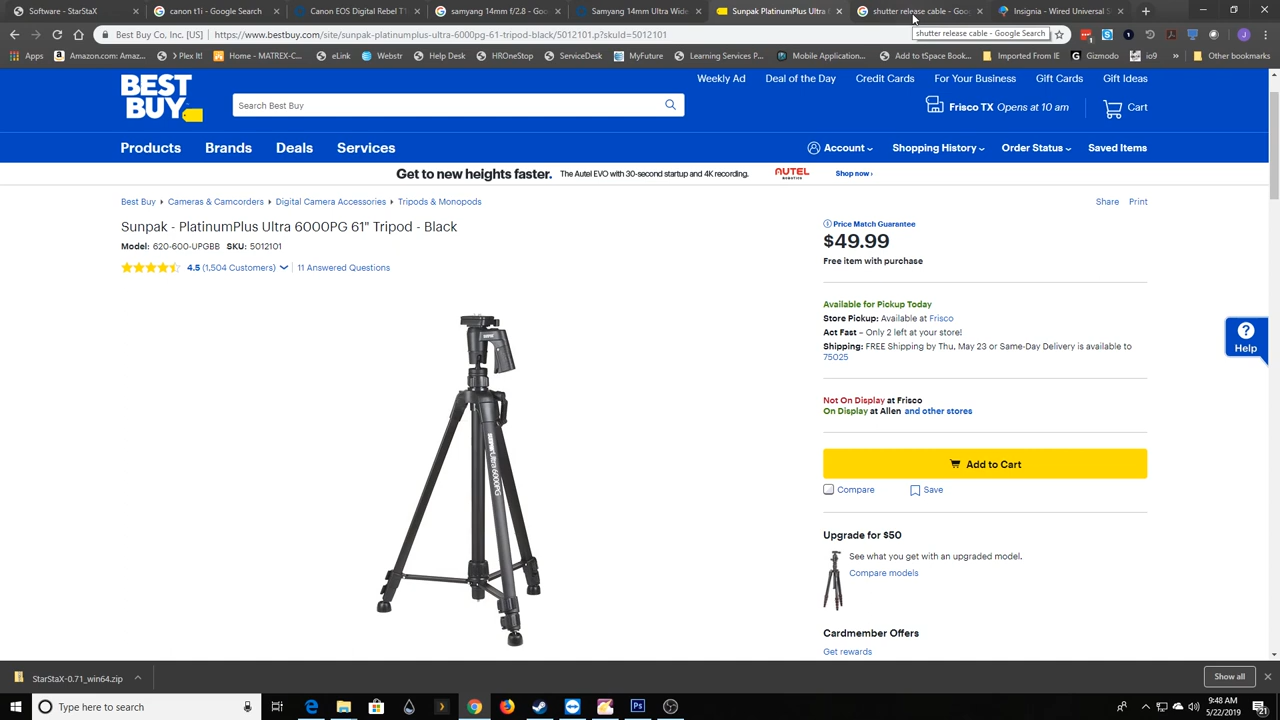 Software - StarStaX
canon t1 - Google Search
Canon EOS Digital Rebel T
samyang 14mm f/2.8 - Goo
Samyang 14mm Ultra Wide
Sunpak PlatinumPlus Ultra
shutter release cable - Goo
Insignia - Wired Universal S
Best Buy Co, Inc. [US]
https://www.bestbuy.com/site/sunpak-platinumplus-ultra-6000pg-61-tripod-black/5012101.p?skuId=5012101
shutter release cable - Google Search
Apps
Amazon.com: Amaz...
> Plex It!
Home - MATREX-C...
eLink
Webstr
Help Desk
HROneStop
ServiceDesk
MyFuture
Learning Services P...
Mobile Application...
Add to tSpace Book...
Imported From IE
Gizmodo
io9
Other bookmarks
BEST BUY
Weekly Ad
Deal of the Day
Credit Cards
For Your Business
Gift Cards
Gift Ideas
Search Best Buy
Frisco TX Opens at 10 am
Cart
Products
Brands
Deals
Services
Account
Shopping History
Order Status
Saved Items
Get to new heights faster. The Autel EVO with 30-second startup and 4K recording. AUTEL ROBOTICS Shop now ›
Best Buy
Cameras & Camcorders
Digital Camera Accessories
Tripods & Monopods
Share
Print
Sunpak - PlatinumPlus Ultra 6000PG 61" Tripod - Black
Model: 620-600-UPGBB SKU: 5012101
4.5 (1,504 Customers)
11 Answered Questions
Price Match Guarantee
$49.99
Free item with purchase
Available for Pickup Today
Store Pickup: Available at Frisco
Act Fast – Only 2 left at your store!
Shipping: FREE Shipping by Thu, May 23 or Same-Day Delivery is available to
75025
Not On Display at Frisco
On Display at Allen and other stores
Add to Cart
Compare
Save
Upgrade for $50
See what you get with an upgraded model.
Compare models
Cardmember Offers
Get rewards
?
Help
StarStaX-0.71_win64.zip
Show all
Type here to search
9:48 AM
5/22/2019
21